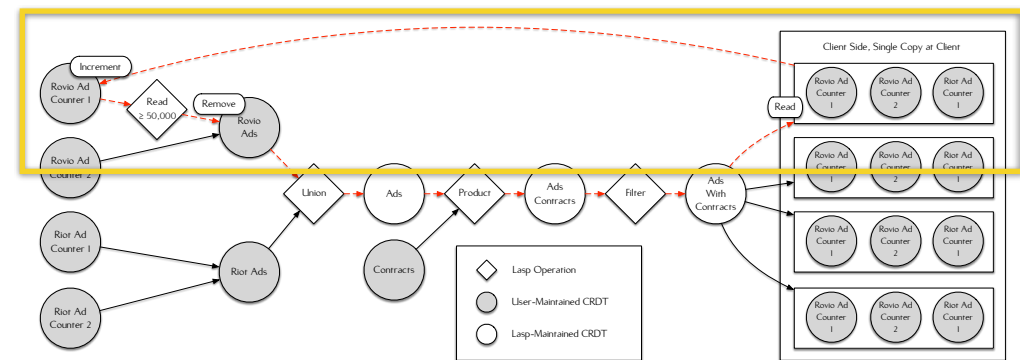 Client Side, Single Copy at Client
Increment
Rovio Ad
Counter 1
Read
≥ 50,000
Remove
Rovio
Ads
Read
Rovio Ad
Counter
1
Rovio Ad
Counter
2
Riot Ad
Counter
1
Rovio Ad
Counter 2
Rovio Ad
Counter
1
Rovio Ad
Counter
2
Riot Ad
Counter
1
Union
Ads
Product
Ads
Contracts
Filter
Ads
With
Contracts
Riot Ad
Counter 1
Riot Ads
Contracts
Rovio Ad
Counter
1
Rovio Ad
Counter
2
Riot Ad
Counter
1
Riot Ad
Counter 2
Lasp Operation
User-Maintained CRDT
Lasp-Maintained CRDT
Rovio Ad
Counter
1
Rovio Ad
Counter
2
Riot Ad
Counter
1